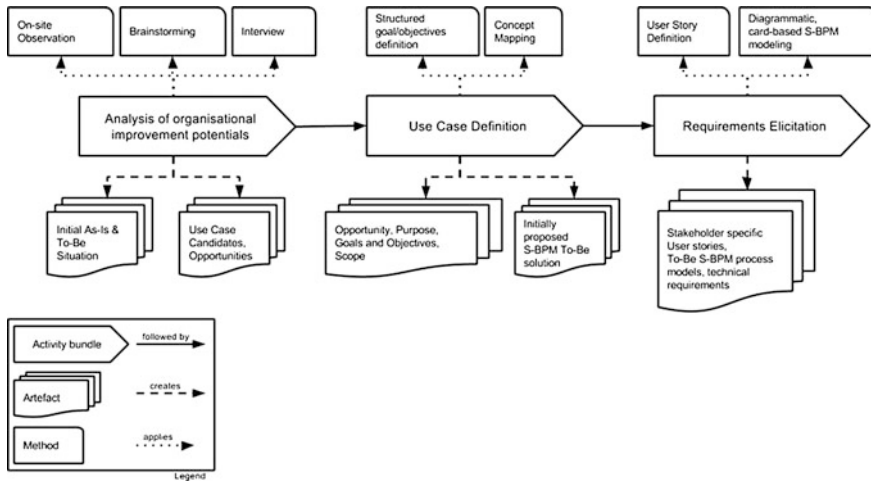 On-site
Observation
Brainstorming
Interview
Structured
goal/objectives
definition
Concept
Mapping
User Story
Definition
Diagrammatic,
card-based S-BPM
modeling
Analysis of organisational
improvement potentials
Use Case Definition
Requirements Elicitation
Initial As-Is &
To-Be
Situation
Use Case
Candidates,
Opportunities
Opportunity, Purpose,
Goals and Objectives,
Scope
Initially
proposed
S-BPM To-Be
solution
Stakeholder specific
User stories,
To-Be S-BPM process
models, technical
requirements
Activity bundle
followed by
Artefact
creates
Method
applies
Legend